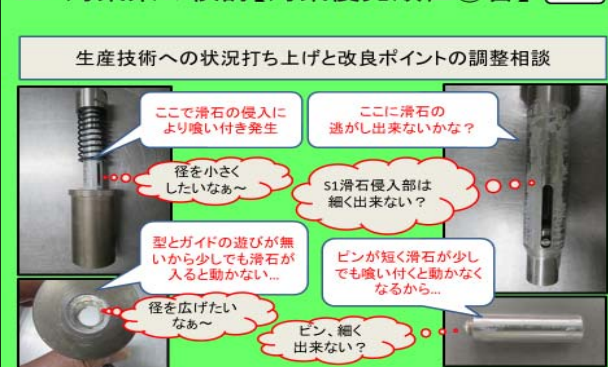 生産技術への状況打ち上げと改良ポイントの調整相談
ここで滑石の侵入に
より喰い付き発生
ここに滑石の
逃がし出来ないかな？
径を小さく
したいなぁ～
S1滑石侵入部は
細く出来ない？
型とガイドの遊びが無
いから少しでも滑石が
入ると動かない…
ピンが短く滑石が少し
でも喰い付くと動かなく
なるから…
径を広げたい
なぁ～
ピン、細く
出来ない？